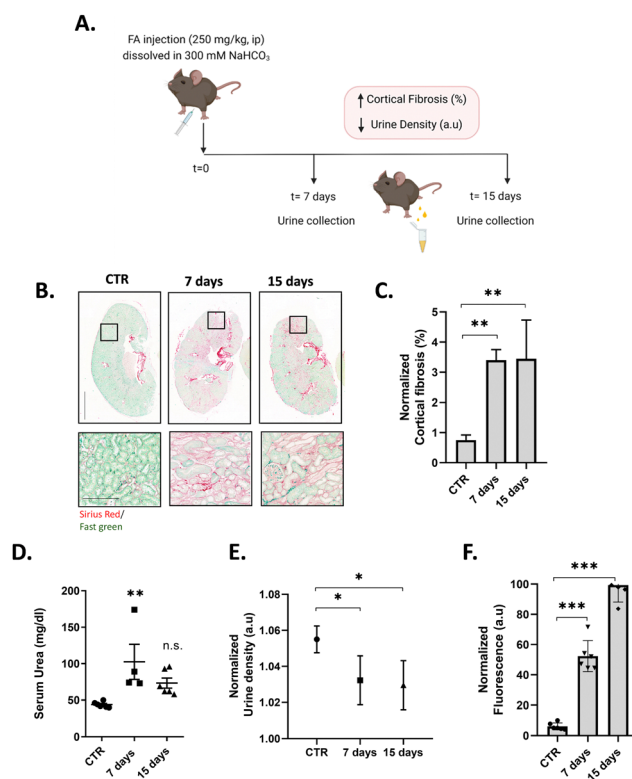 A.
FA injection (250 mg/kg, ip)
dissolved in 300 mM NaHCO₃
↑ Cortical Fibrosis (%)
↓ Urine Density (a.u)
t=0
t= 7 days
Urine collection
t= 15 days
Urine collection
B.
CTR
7 days
15 days
Sirius Red/
Fast green
C.
Normalized
Cortical fibrosis (%)
5
4
3
2
1
0
**
**
CTR
7 days
15 days
D.
Serum Urea (mg/dl)
200
150
100
50
0
**
n.s.
CTR
7 days
15 days
E.
Normalized
Urine density (a.u)
1.08
1.06
1.04
1.02
1.00
*
*
CTR
7 days
15 days
F.
Normalized
Fluorescence (a.u)
100
80
60
40
20
0
***
***
CTR
7 days
15 days